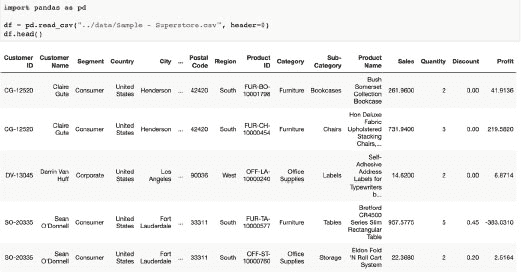 import pandas as pd
df = pd.read_csv("../data/Sample - Superstore.csv", header=0)
df.head()
Customer ID Customer Name Segment Country City ... Postal Code Region Product ID Category Sub-Category Product Name Sales Quantity Discount Profit
CG-12520 Claire Gute Consumer United States Henderson ... 42420 South FUR-BO-10001798 Furniture Bookcases Bush Somerset Collection Bookcase 261.9600 2 0.00 41.9136
CG-12520 Claire Gute Consumer United States Henderson ... 42420 South FUR-CH-10000454 Furniture Chairs Hon Deluxe Fabric Upholstered Stacking Chairs,... 731.9400 3 0.00 219.5820
DV-13045 Darrin Van Huff Corporate United States Los Angeles ... 90036 West OFF-LA-10000240 Office Supplies Labels Self-Adhesive Address Labels for Typewriters b... 14.6200 2 0.00 6.8714
SO-20335 Sean O'Donnell Consumer United States Fort Lauderdale ... 33311 South FUR-TA-10000577 Furniture Tables Bretford CR4500 Series Slim Rectangular Table 957.5775 5 0.45 -383.0310
SO-20335 Sean O'Donnell Consumer United States Fort Lauderdale ... 33311 South OFF-ST-10000760 Office Supplies Storage Eldon Fold 'N Roll Cart System 22.3680 2 0.20 2.5164